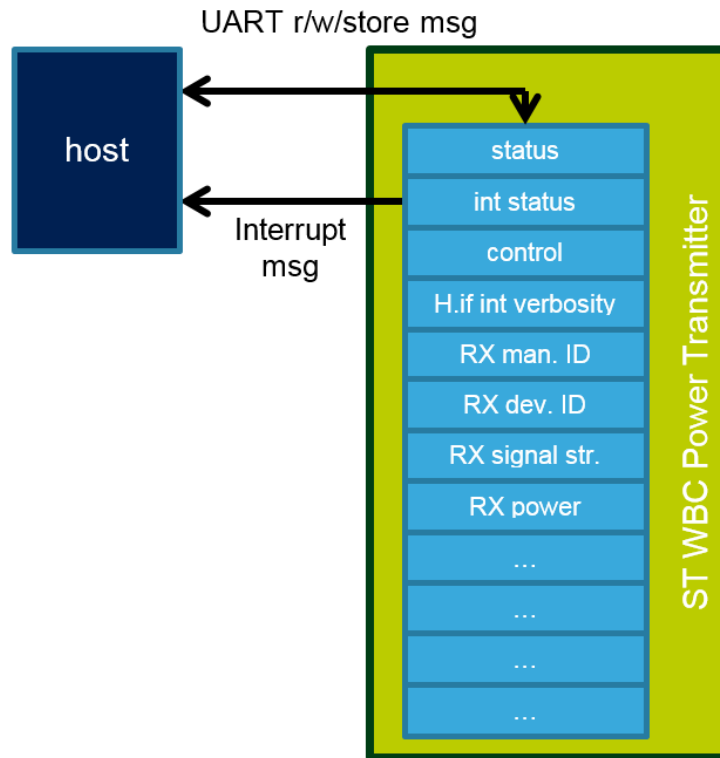 UART r/w/store msg
host
Interrupt
msg
status
int status
control
H.if int verbosity
RX man. ID
RX dev. ID
RX signal str.
RX power
...
...
...
...
ST WBC Power Transmitter